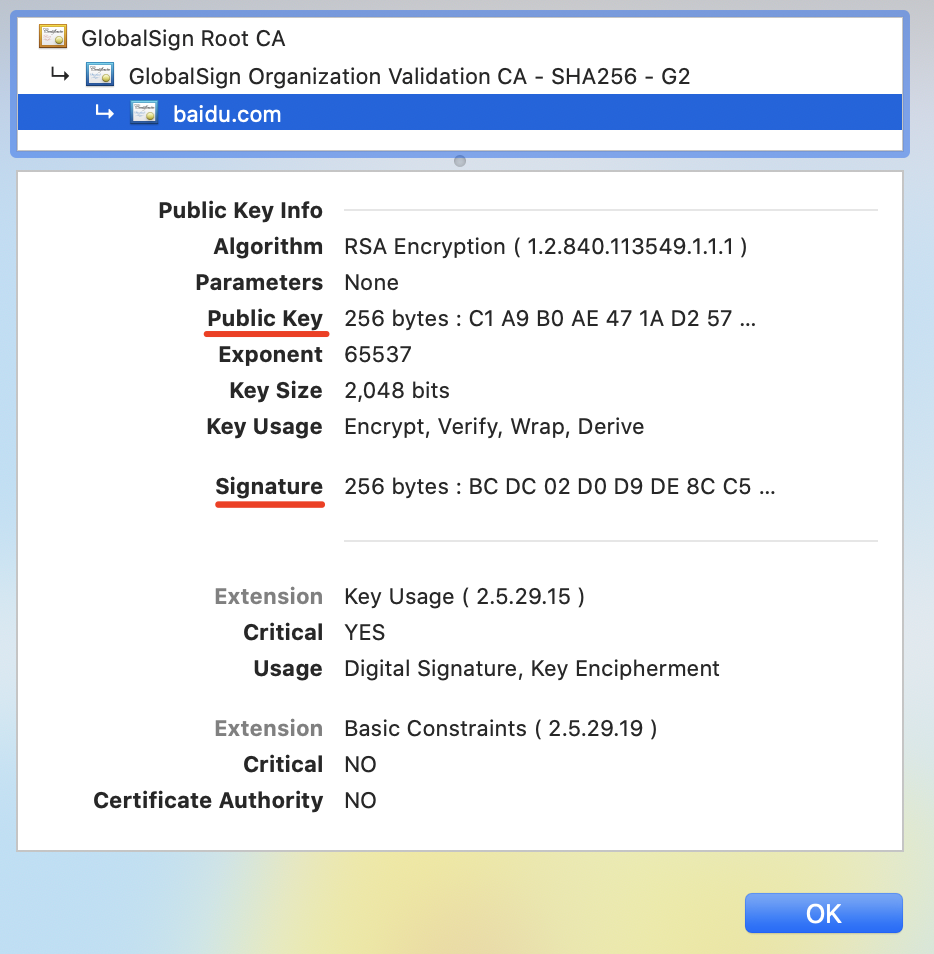 GlobalSign Root CA
GlobalSign Organization Validation CA - SHA256 - G2
baidu.com
Public Key Info
Algorithm RSA Encryption ( 1.2.840.113549.1.1.1 )
Parameters None
Public Key 256 bytes : C1 A9 B0 AE 47 1A D2 57 ...
Exponent 65537
Key Size 2,048 bits
Key Usage Encrypt, Verify, Wrap, Derive
Signature 256 bytes : BC DC 02 D0 D9 DE 8C C5 ...
Extension Key Usage ( 2.5.29.15 )
Critical YES
Usage Digital Signature, Key Encipherment
Extension Basic Constraints ( 2.5.29.19 )
Critical NO
Certificate Authority NO
OK